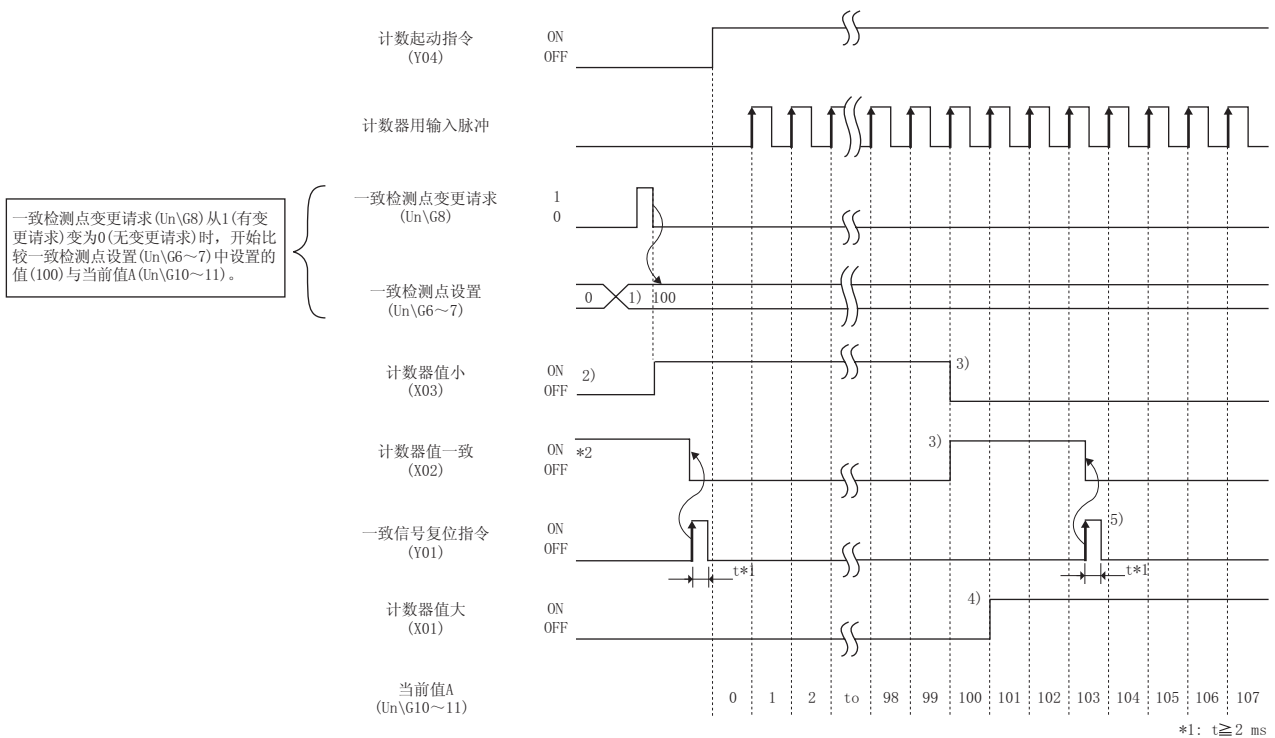 计数起动指令
(Y04)
ON
OFF
计数器用输入脉冲
一致检测点变更请求
(Un\G8)
1
0
一致检测点变更请求(Un\G8)从1(有变
更请求)变为0(无变更请求)时，开始比
较一致检测点设置(Un\G6～7)中设置的
值(100)与当前值A(Un\G10～11)。
一致检测点设置
(Un\G6～7)
0 1) 100
计数器值小
(X03)
ON
OFF
2)
3)
计数器值一致
(X02)
ON
OFF
*2
3)
一致信号复位指令
(Y01)
ON
OFF
t*1
5)
t*1
计数器值大
(X01)
ON
OFF
4)
当前值A
(Un\G10～11)
0 1 2 to 98 99 100 101 102 103 104 105 106 107
*1: t≧2 ms